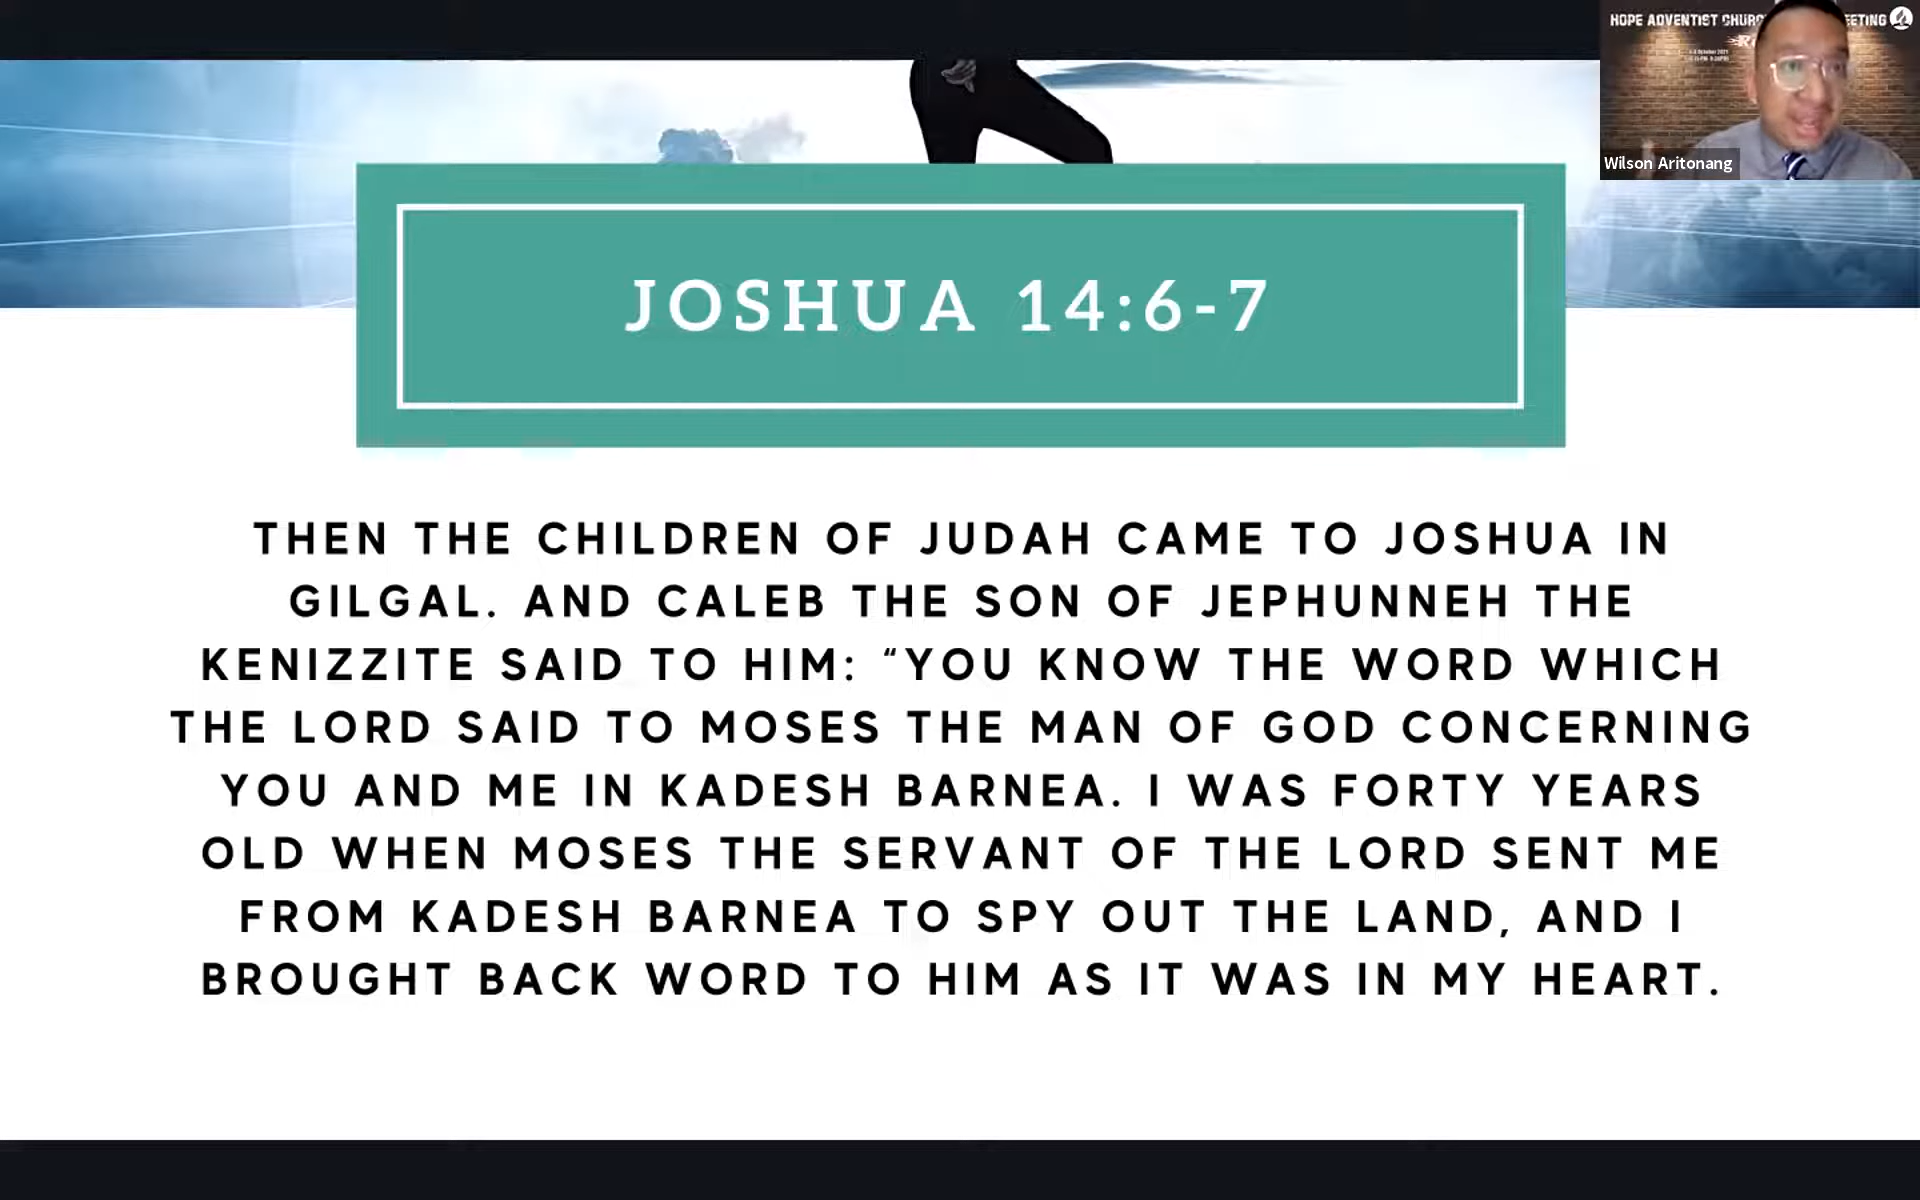 HOPE ADVENTIST CHURC
EETING
Wilson Aritonang
JOSHUA 14:6-7
THEN THE CHILDREN OF JUDAH CAME TO JOSHUA IN
GILGAL. AND CALEB THE SON OF JEPHUNNEH THE
KENIZZITE SAID TO HIM: “YOU KNOW THE WORD WHICH
THE LORD SAID TO MOSES THE MAN OF GOD CONCERNING
YOU AND ME IN KADESH BARNEA. I WAS FORTY YEARS
OLD WHEN MOSES THE SERVANT OF THE LORD SENT ME
FROM KADESH BARNEA TO SPY OUT THE LAND, AND I
BROUGHT BACK WORD TO HIM AS IT WAS IN MY HEART.